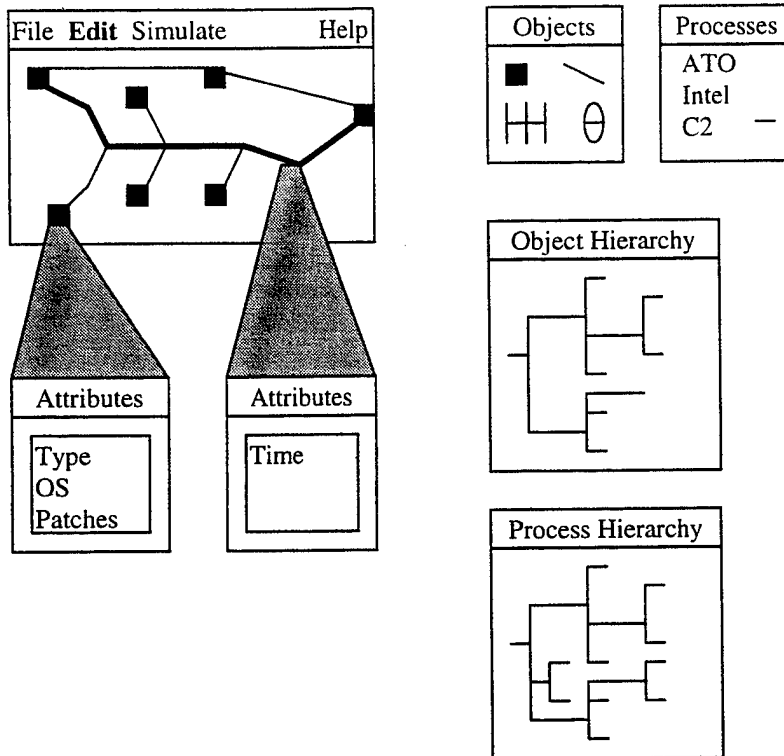 File Edit Simulate Help
Attributes
Type
OS
Patches
Attributes
Time
Objects
Processes
ATO
Intel
C2
Object Hierarchy
Process Hierarchy